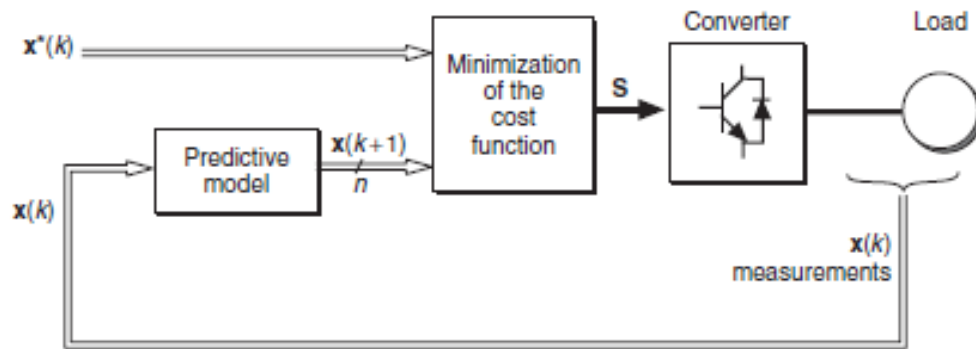 Converter
Load
x*(k)
Minimization
of the
cost
function
S
x(k+1)
n
Predictive
model
x(k)
x(k)
measurements